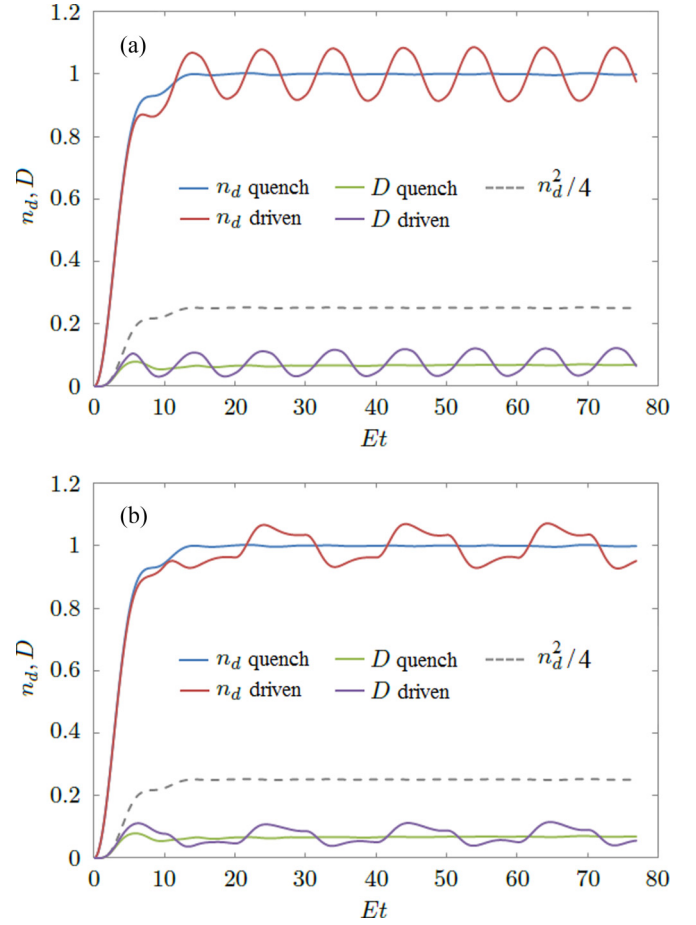 1.2
(a)
1
0.8
n_d, D
n_d quench D quench n_d^2/4
n_d driven D driven
0.6
0.4
0.2
0
0 10 20 30 40 50 60 70 80
Et
1.2
(b)
1
0.8
n_d, D
n_d quench D quench n_d^2/4
n_d driven D driven
0.6
0.4
0.2
0
0 10 20 30 40 50 60 70 80
Et